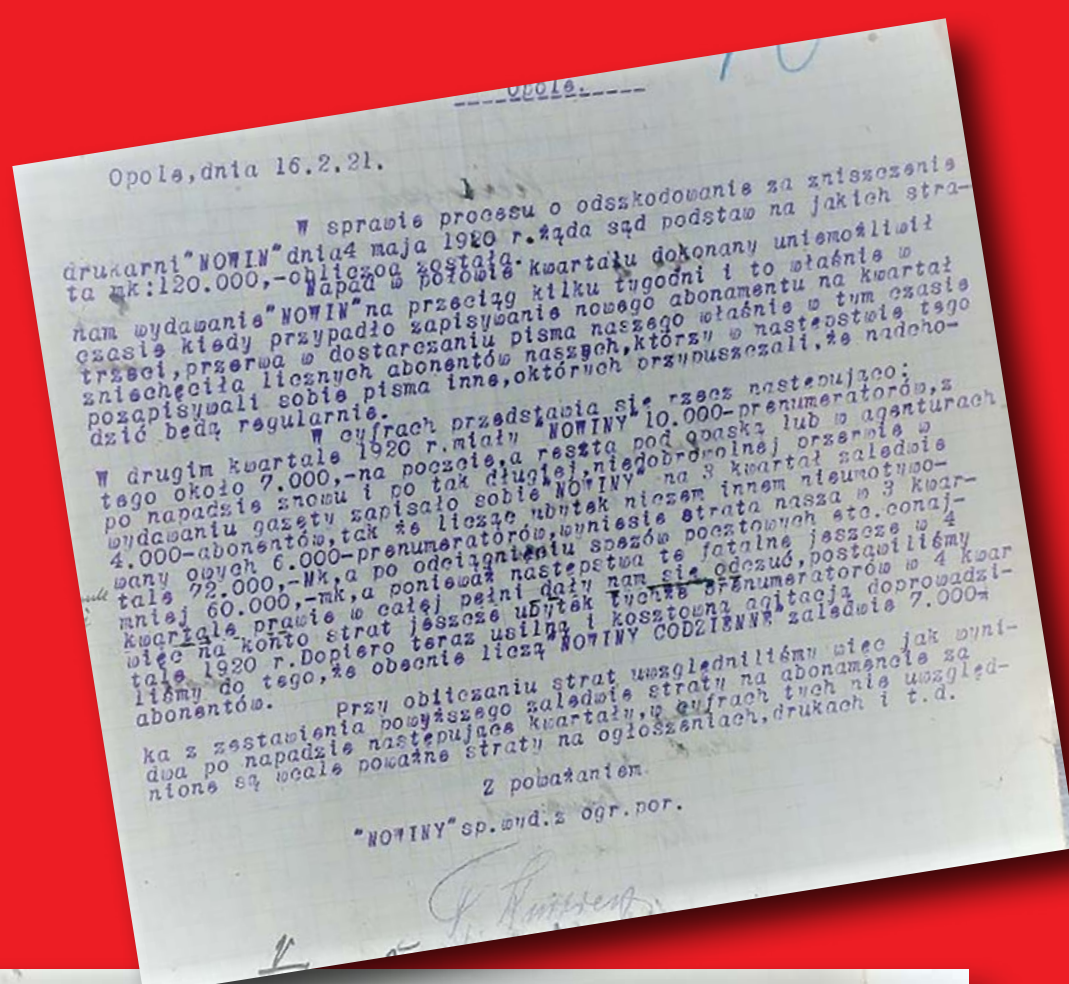 Opole.
Opole,dnia 16.2.21.
W sprawie procesu o odszkodowanie za zniszczenie
drukarni"NOWIN"dnia4 maja 1920 r.żąda sąd podstaw na jakich stra-
ta mk:120.000,-obliczoą została.
Napad w połowie kwartału dokonany uniemożliwił
nam wydawanie"NOWIN"na przeciąg kilku tygodni i to właśnie w
czasie kiedy przypadło zapisywanie nowego abonamentu na kwartał
trzeci,przerwa w dostarczaniu pisma naszego właśnie w tym czasie
zniechęciła licznych abonentów naszych,którzy w następstwie tego
pozapisywali sobie pisma inne,októrych przypuszczali,że nadcho-
dzić będą regularnie.
W cyfrach przedstawia się rzecz następująco:
W drugim kwartale 1920 r.miały "NOWINY"10.000-prenumeratorów,z
tego około 7.000,-na poczcie,a reszta pod opaską lub w agenturach
po napadzie znowu i po tak długiej,niedobrowolnej przerwie w
wydawaniu gazety zapisało sobie"NOWINY"-na 3 kwartał zaledwie
4.000-abonentów,tak że licząc ubytek niczem innem nieumotywo-
wany owych 6.000-prenumeratorów,wyniesie strata nasza w 3 kwar-
tale 72.000,-Mk,a po odciągnięciu spezów pocztowych etc.conaj-
mniej 60.000,-mk,a ponieważ następstwa te fatalne jeszcze w 4
kwartale prawie w całej pełni dały nam się odczuć,postawiliśmy
więc na konto strat jeszcze ubytek tychże prenumeratorów w 4 kwar
tale 1920 r.Dopiero teraz usilną i kosztowną agitacją doprowadzi-
liśmy do tego,że obecnie liczą"NOWINY CODZIENNE"zaledwie 7.000-
abonentów.
Przy obliczaniu strat uwzględniliśmy więc jak wyni-
ka z zestawienia powyższego zaledwie straty na abonamencie za
dwa po napadzie następujące kwartały,w cyfrach tych nie uwzględ-
nione są wcale poważne straty na ogłoszeniach,drukach i t.d.
Z poważaniem.
"NOWINY"sp.wyd.z ogr.por.